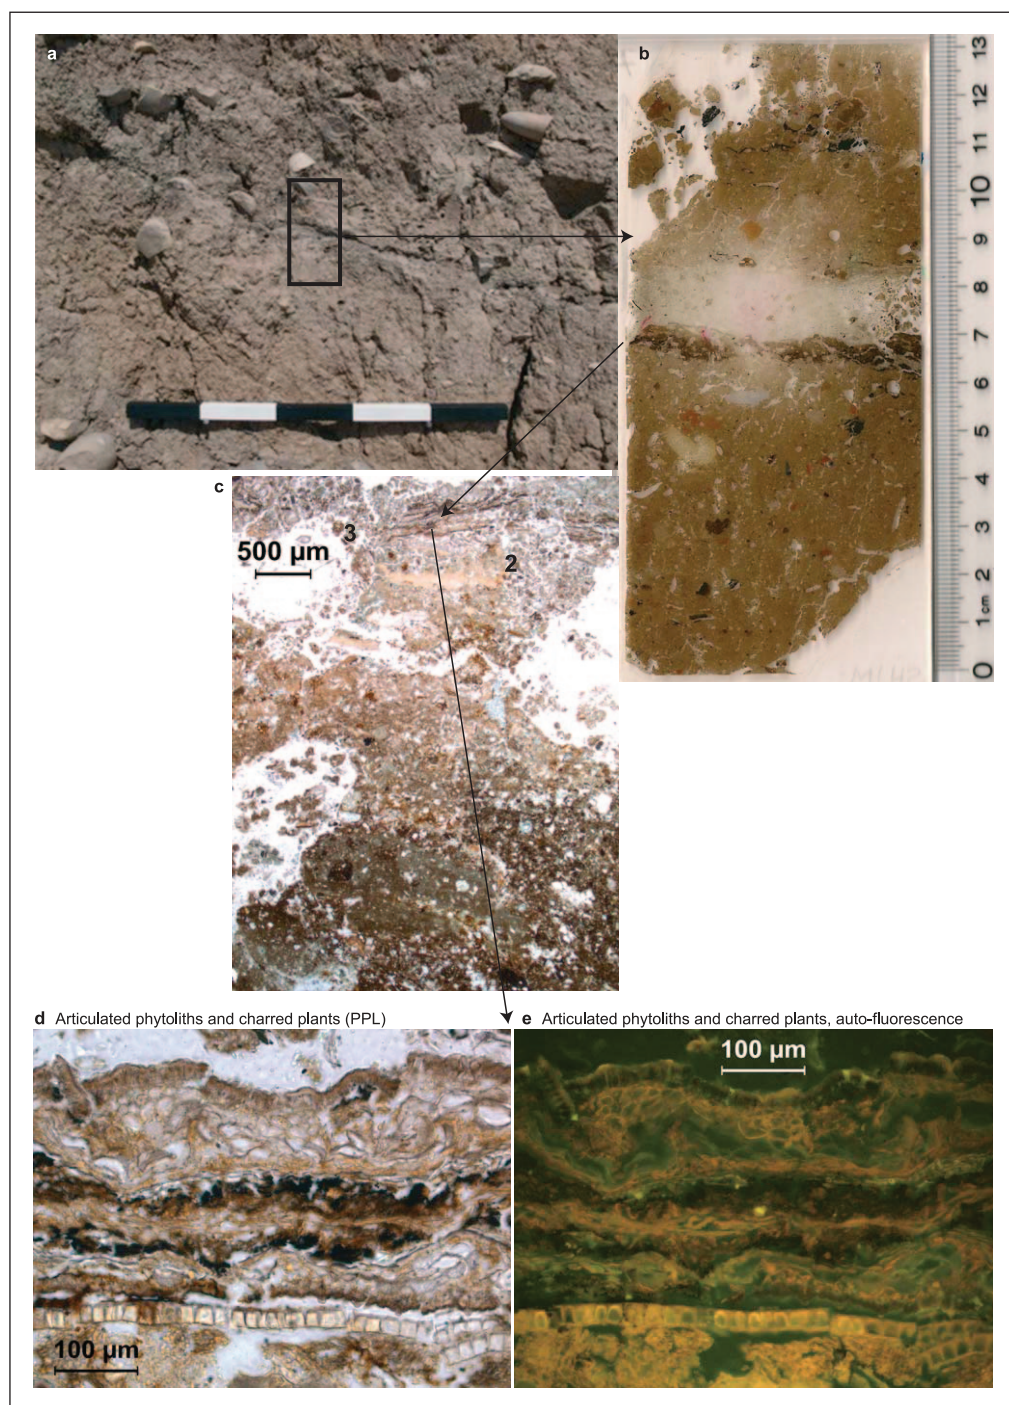 a
b
13
12
11
10
9
8
7
6
5
4
3
2
1cm
0
c
3
500 µm
2
d Articulated phytoliths and charred plants (PPL)
e Articulated phytoliths and charred plants, auto-fluorescence
100 µm
100 µm